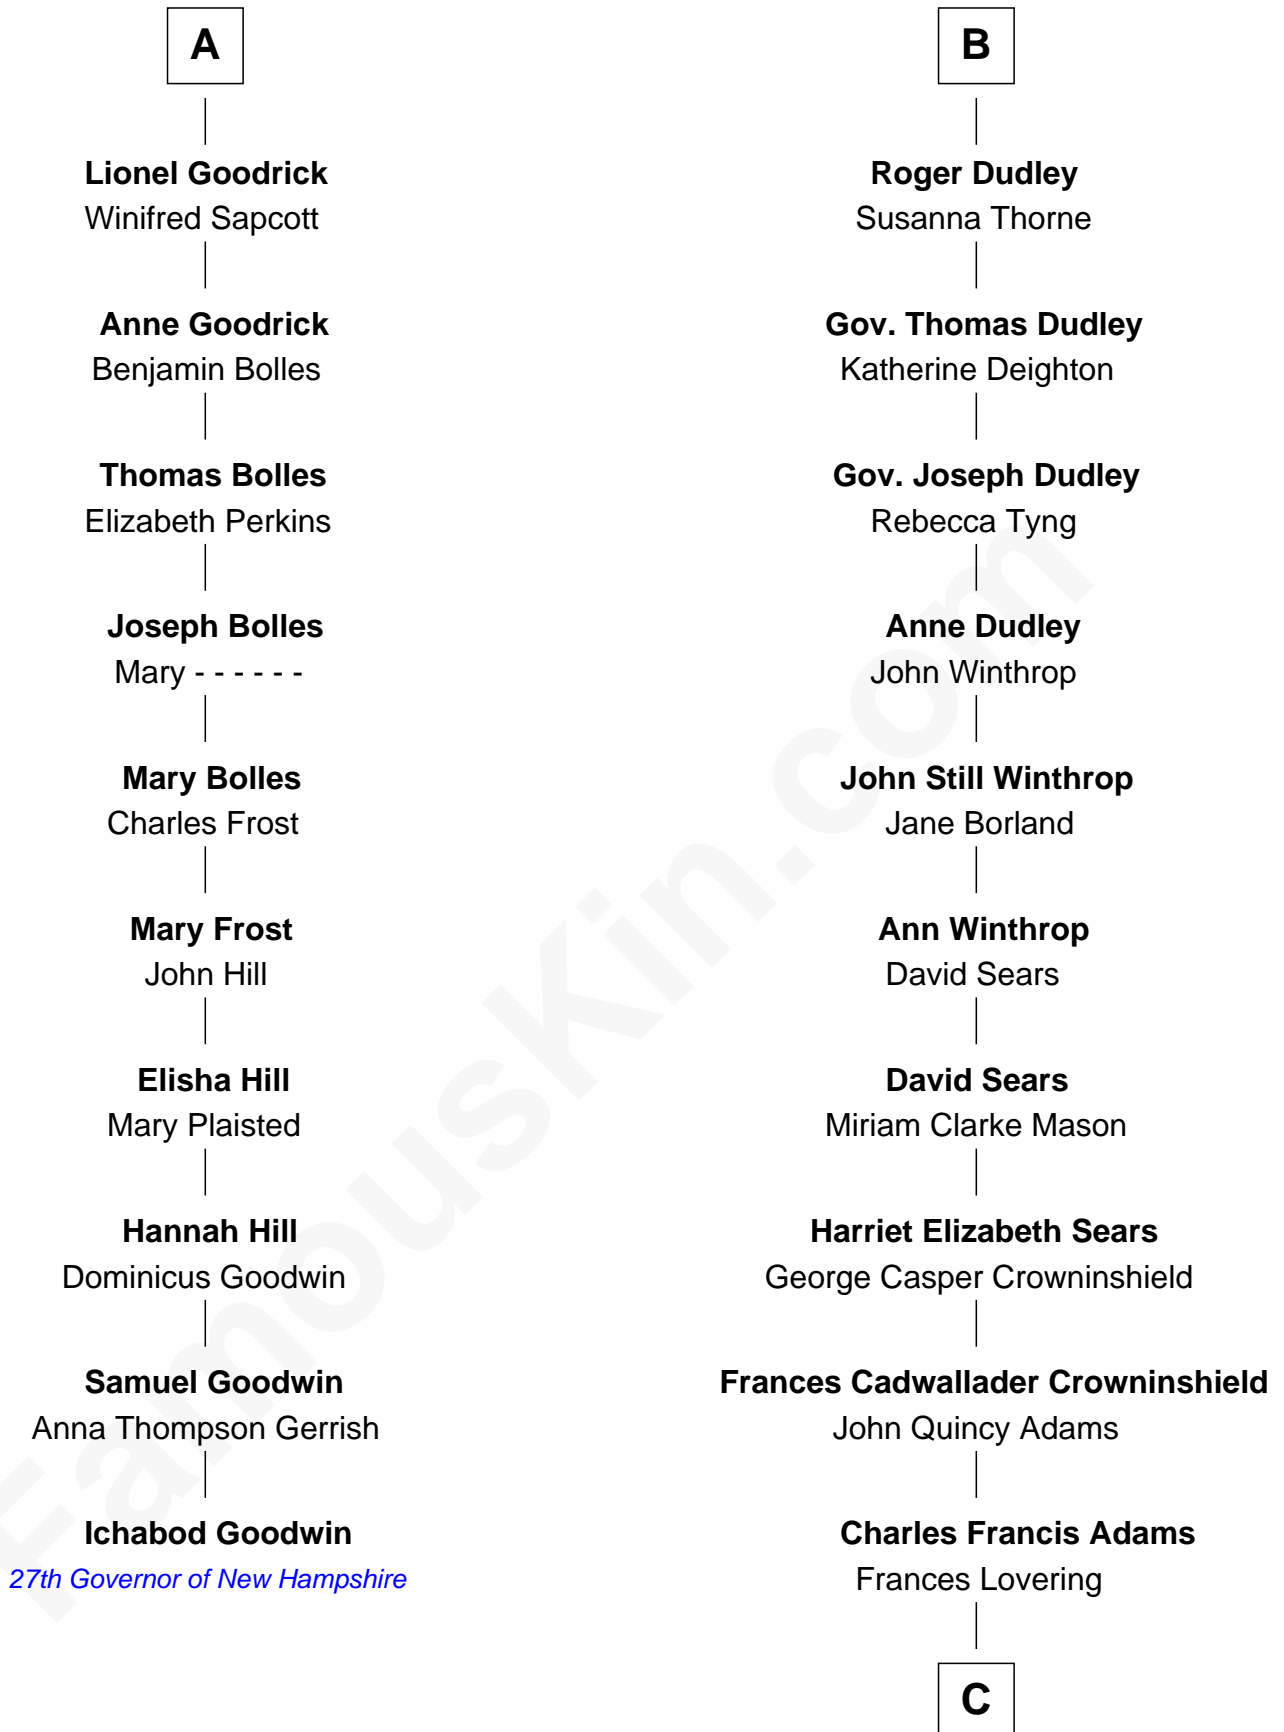 A
Lionel Goodrick
Winifred Sapcott
Anne Goodrick
Benjamin Bolles
Thomas Bolles
Elizabeth Perkins
Joseph Bolles
Mary - - - - - -
Mary Bolles
Charles Frost
Mary Frost
John Hill
Elisha Hill
Mary Plaisted
Hannah Hill
Dominicus Goodwin
Samuel Goodwin
Anna Thompson Gerrish
Ichabod Goodwin
27th Governor of New Hampshire
B
Roger Dudley
Susanna Thorne
Gov. Thomas Dudley
Katherine Deighton
Gov. Joseph Dudley
Rebecca Tyng
Anne Dudley
John Winthrop
John Still Winthrop
Jane Borland
Ann Winthrop
David Sears
David Sears
Miriam Clarke Mason
Harriet Elizabeth Sears
George Casper Crowninshield
Frances Cadwallader Crowninshield
John Quincy Adams
Charles Francis Adams
Frances Lovering
C
FamousKin.com